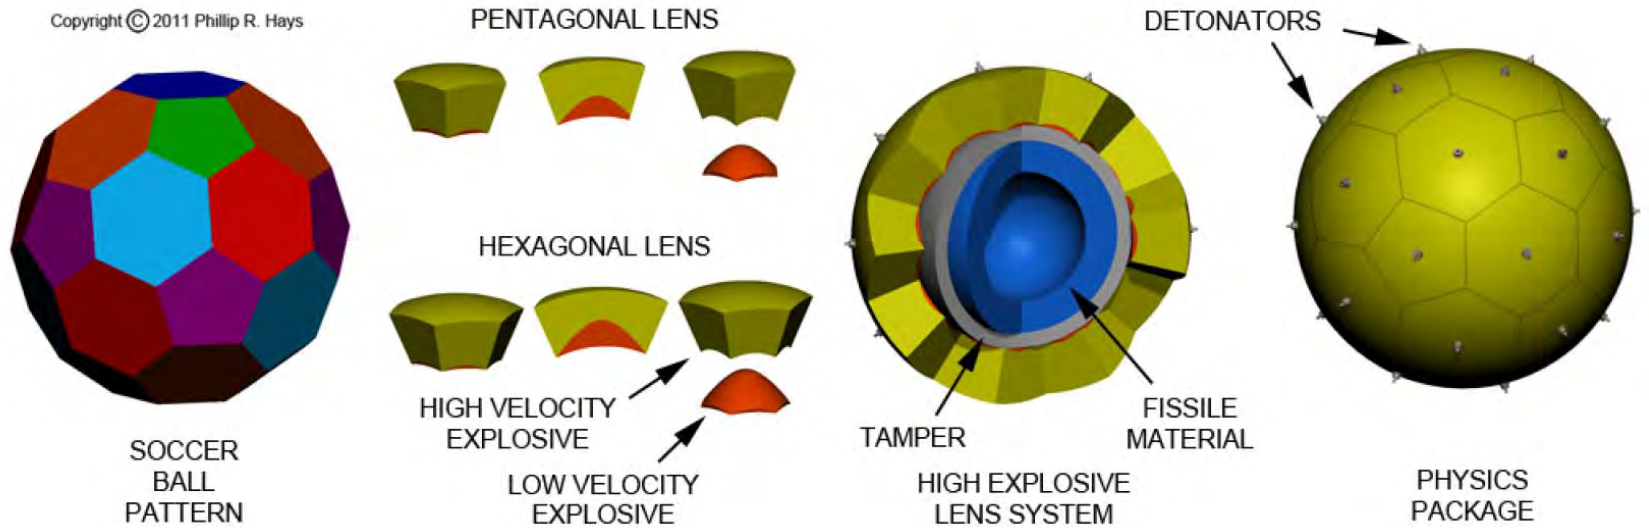 Copyright © 2011 Phillip R. Hays
PENTAGONAL LENS
DETONATORS
HEXAGONAL LENS
HIGH VELOCITY
EXPLOSIVE
LOW VELOCITY
EXPLOSIVE
TAMPER
FISSILE
MATERIAL
SOCCER
BALL
PATTERN
HIGH EXPLOSIVE
LENS SYSTEM
PHYSICS
PACKAGE